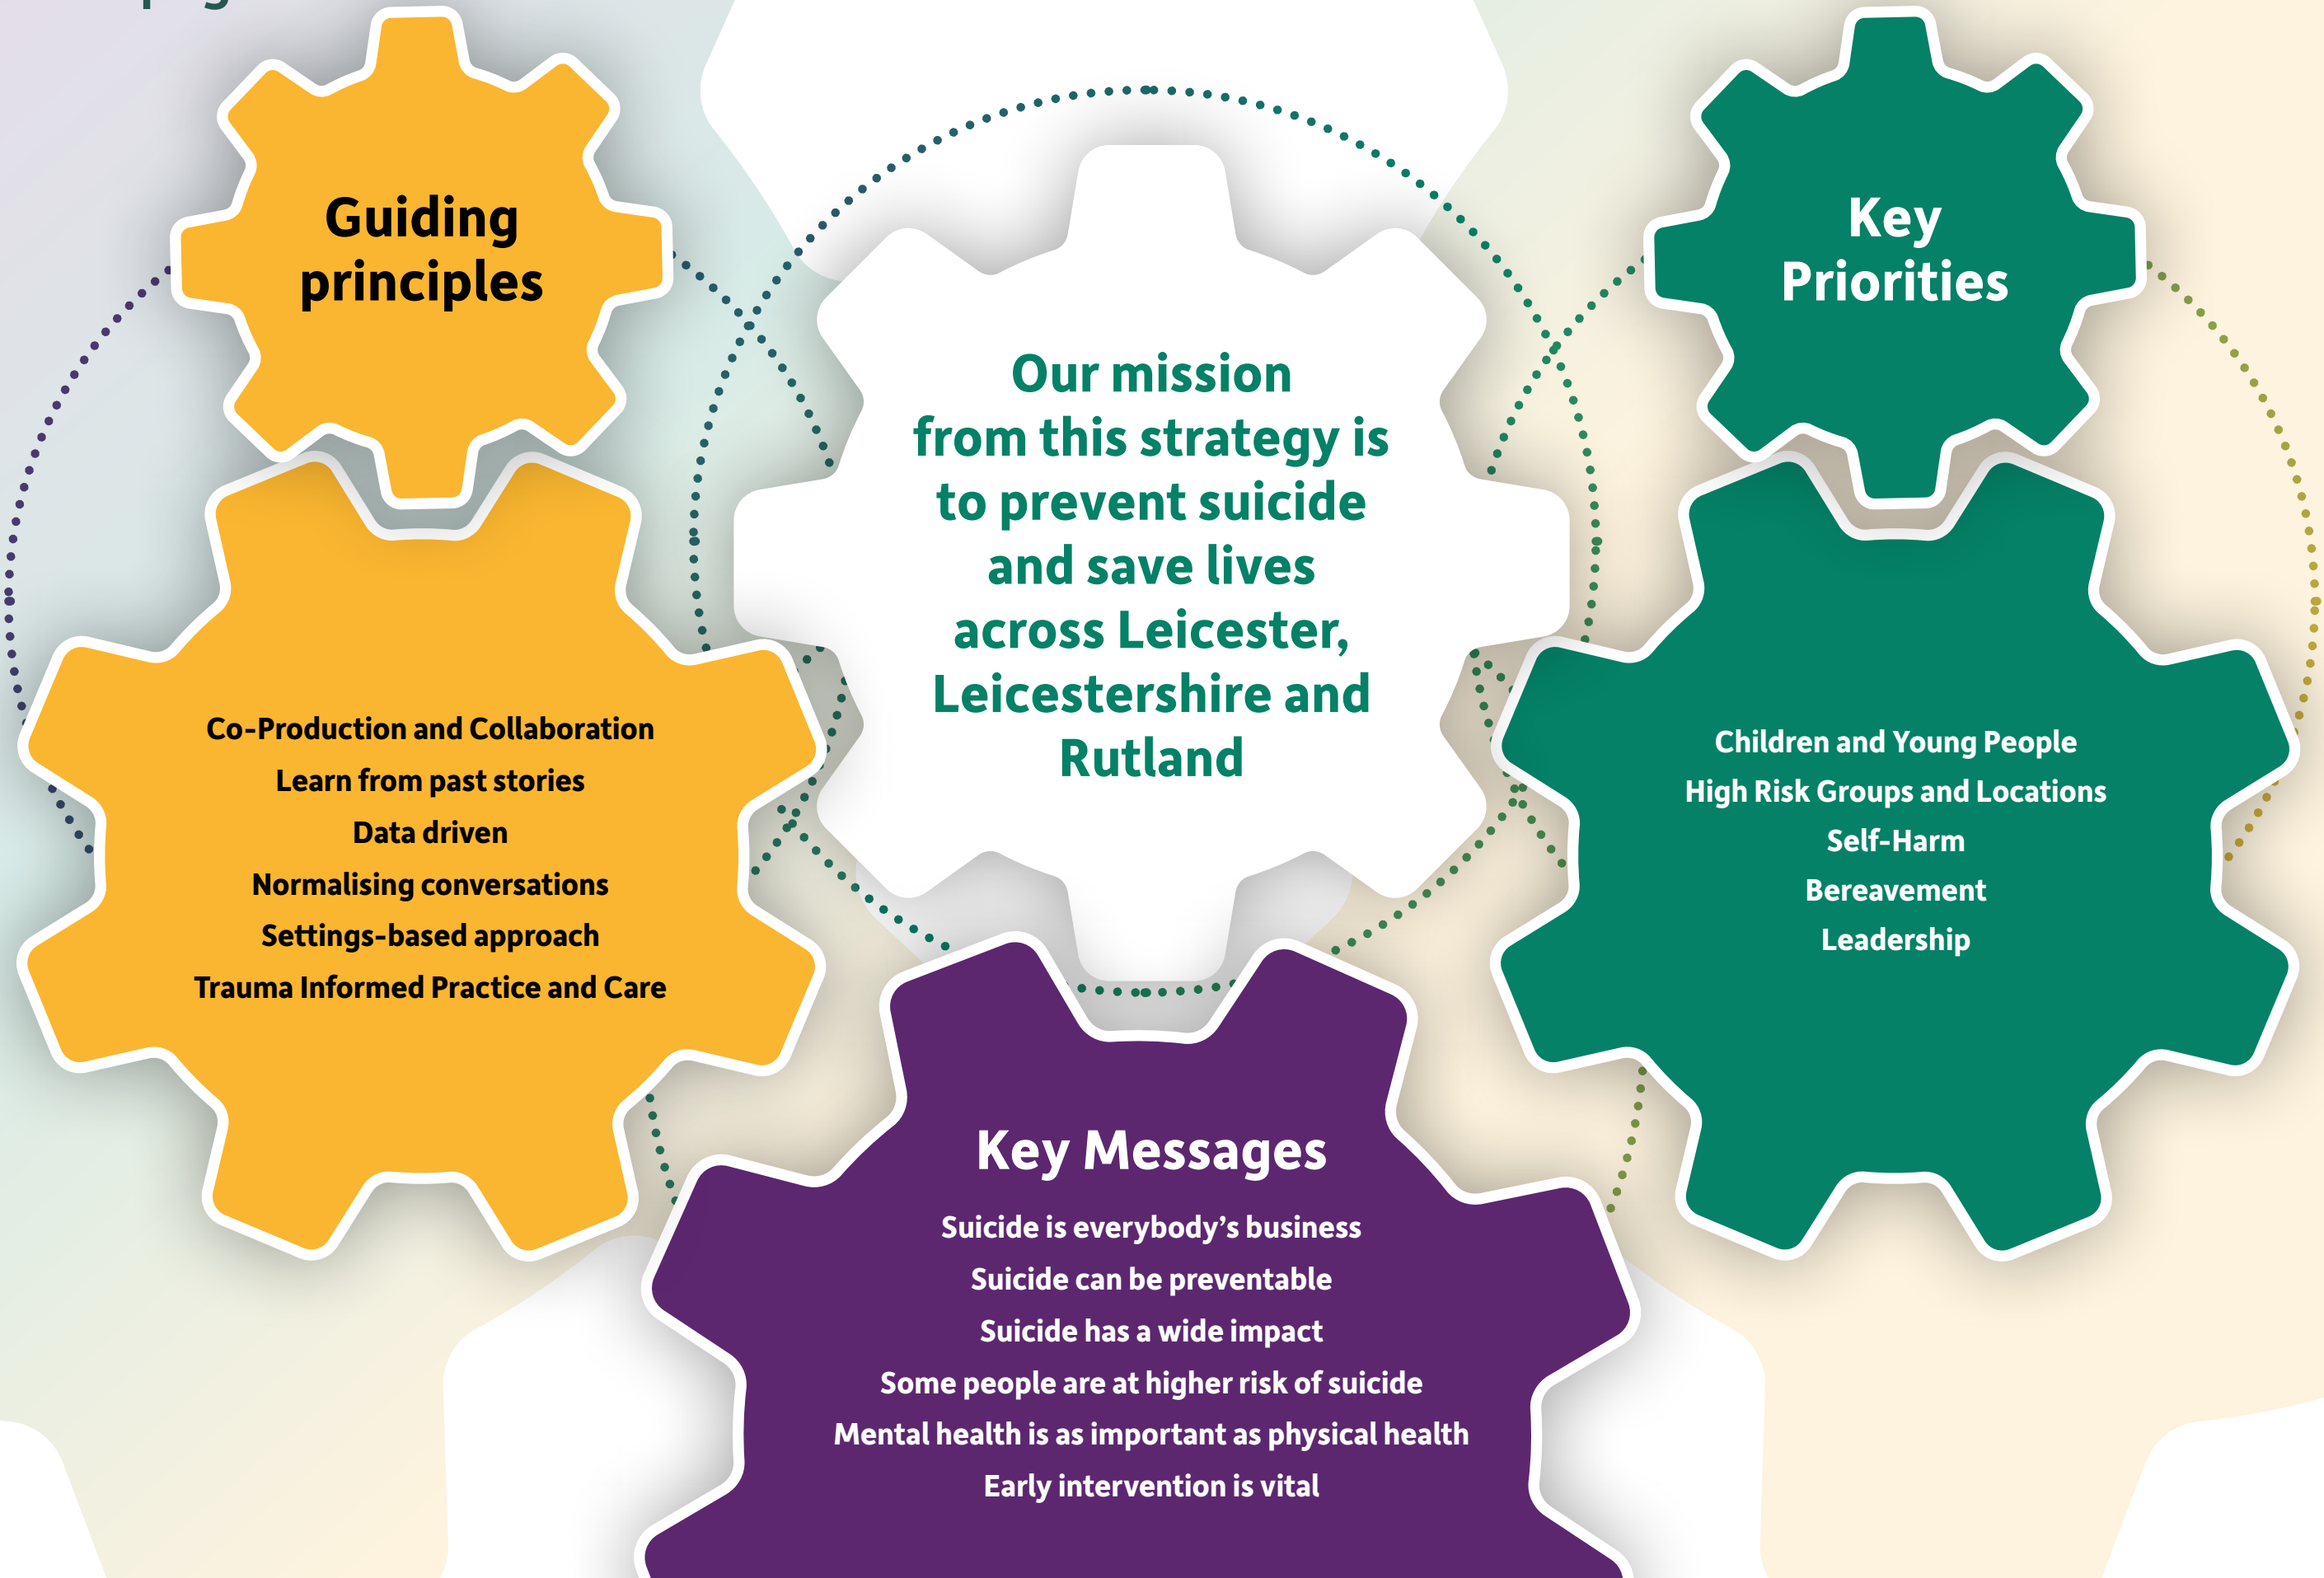 Guiding
principles
Co-Production and Collaboration
Learn from past stories
Data driven
Normalising conversations
Settings-based approach
Trauma Informed Practice and Care
Our mission
from this strategy is
to prevent suicide
and save lives
across Leicester,
Leicestershire and
Rutland
Key
Priorities
Children and Young People
High Risk Groups and Locations
Self-Harm
Bereavement
Leadership
Key Messages
Suicide is everybody’s business
Suicide can be preventable
Suicide has a wide impact
Some people are at higher risk of suicide
Mental health is as important as physical health
Early intervention is vital